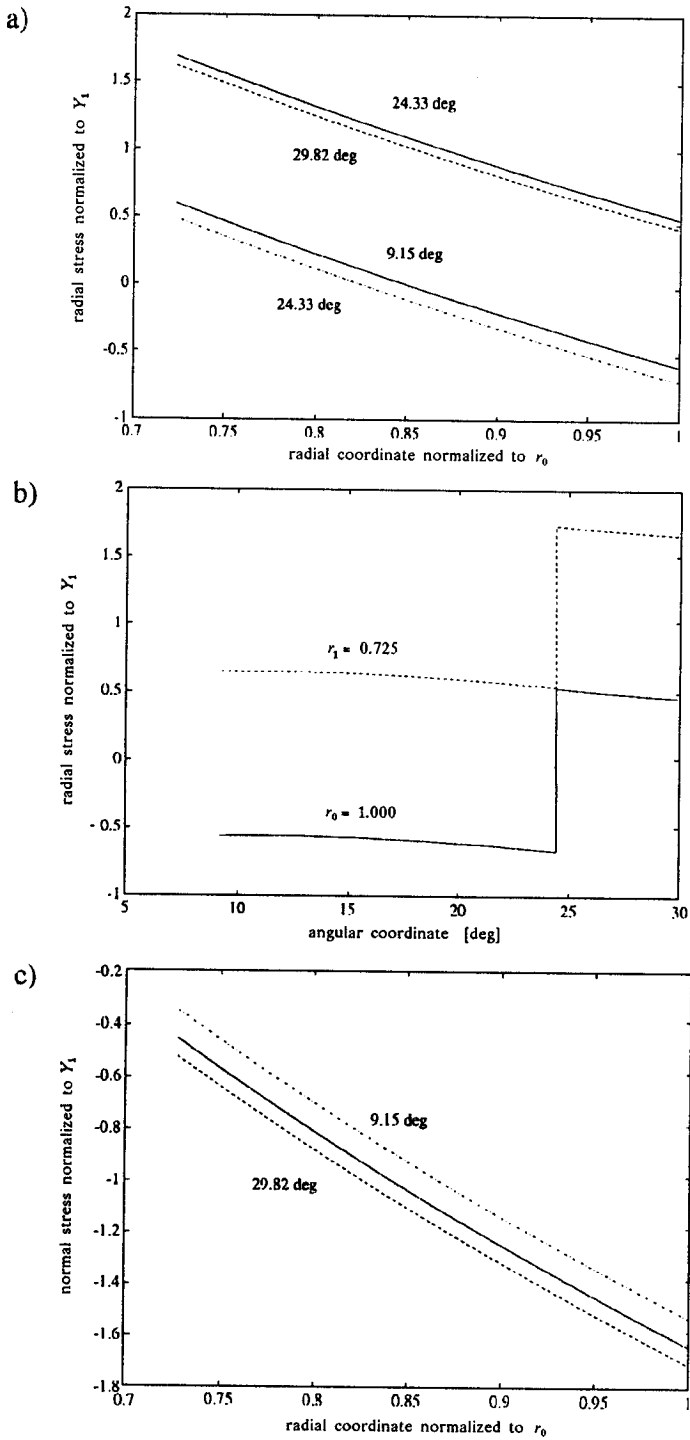 a)
2
1.5
1
0.5
0
-0.5
-1
radial stress normalized to Y₁
24.33 deg
29.82 deg
9.15 deg
24.33 deg
0.7
0.75
0.8
0.85
0.9
0.95
1
radial coordinate normalized to r₀
b)
2
1.5
1
0.5
0
- 0.5
-1
radial stress normalized to Y₁
r₁ = 0.725
r₀ = 1.000
5
10
15
20
25
30
angular coordinate [deg]
c)
-0.2
-0.4
-0.6
-0.8
-1
-1.2
-1.4
-1.6
-1.8
normal stress normalized to Y₁
9.15 deg
29.82 deg
0.7
0.75
0.8
0.85
0.9
0.95
1
radial coordinate normalized to r₀